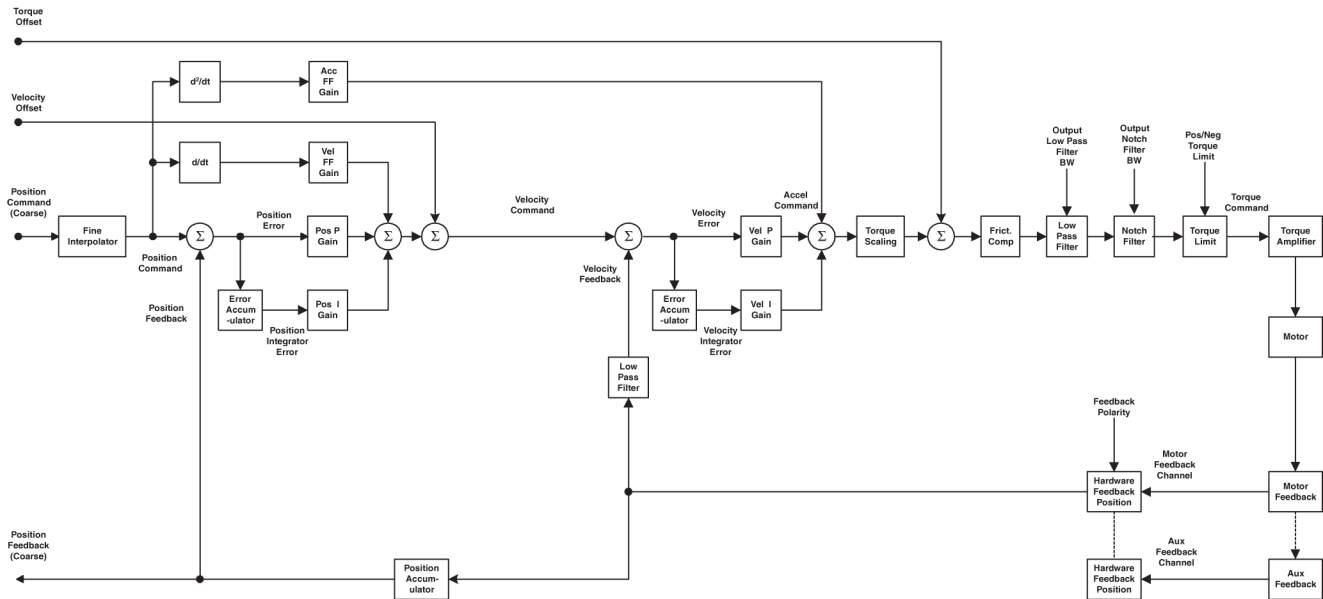 Torque
Offset
d²/dt
Acc
FF
Gain
Velocity
Offset
d/dt
Vel
FF
Gain
Output
Low Pass
Filter
BW
Output
Notch
Filter
BW
Pos/Neg
Torque
Limit
Position
Command
(Coarse)
Fine
Interpolator
Σ
Position
Error
Pos P
Gain
Σ
Σ
Velocity
Command
Σ
Velocity
Error
Vel P
Gain
Accel
Command
Σ
Torque
Scaling
Σ
Frict.
Comp
Low
Pass
Filter
Notch
Filter
Torque
Limit
Torque
Command
Torque
Amplifier
Position
Command
Position
Feedback
Error
Accum-
-ulator
Pos I
Gain
Position
Integrator
Error
Velocity
Feedback
Error
Accum-
-ulator
Vel I
Gain
Velocity
Integrator
Error
Motor
Low
Pass
Filter
Feedback
Polarity
Motor
Feedback
Channel
Hardware
Feedback
Position
Motor
Feedback
Position
Feedback
(Coarse)
Position
Accum-
ulator
Aux
Feedback
Channel
Hardware
Feedback
Position
Aux
Feedback